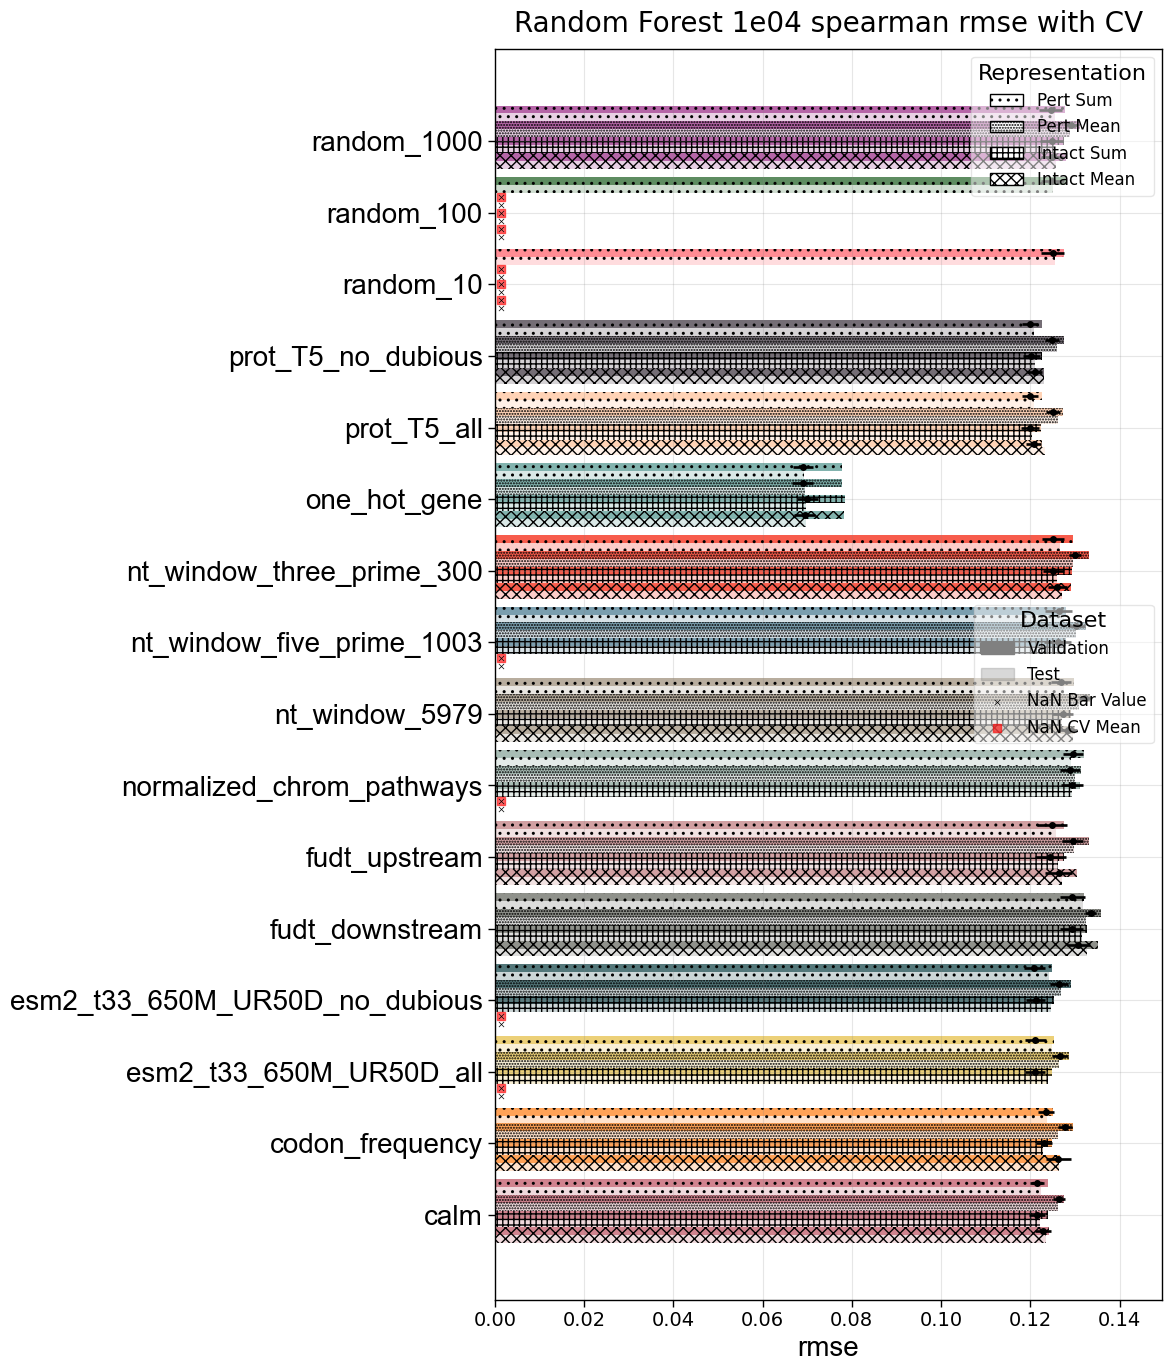 Random Forest 1e04 spearman rmse with CV
Representation
Pert Sum
Pert Mean
Intact Sum
Intact Mean
random_1000
random_100
random_10
prot_T5_no_dubious
prot_T5_all
one_hot_gene
nt_window_three_prime_300
nt_window_five_prime_1003
Dataset
Validation
Test
NaN Bar Value
NaN CV Mean
nt_window_5979
normalized_chrom_pathways
fudt_upstream
fudt_downstream
esm2_t33_650M_UR50D_no_dubious
esm2_t33_650M_UR50D_all
codon_frequency
calm
0.00 0.02 0.04 0.06 0.08 0.10 0.12 0.14
rmse